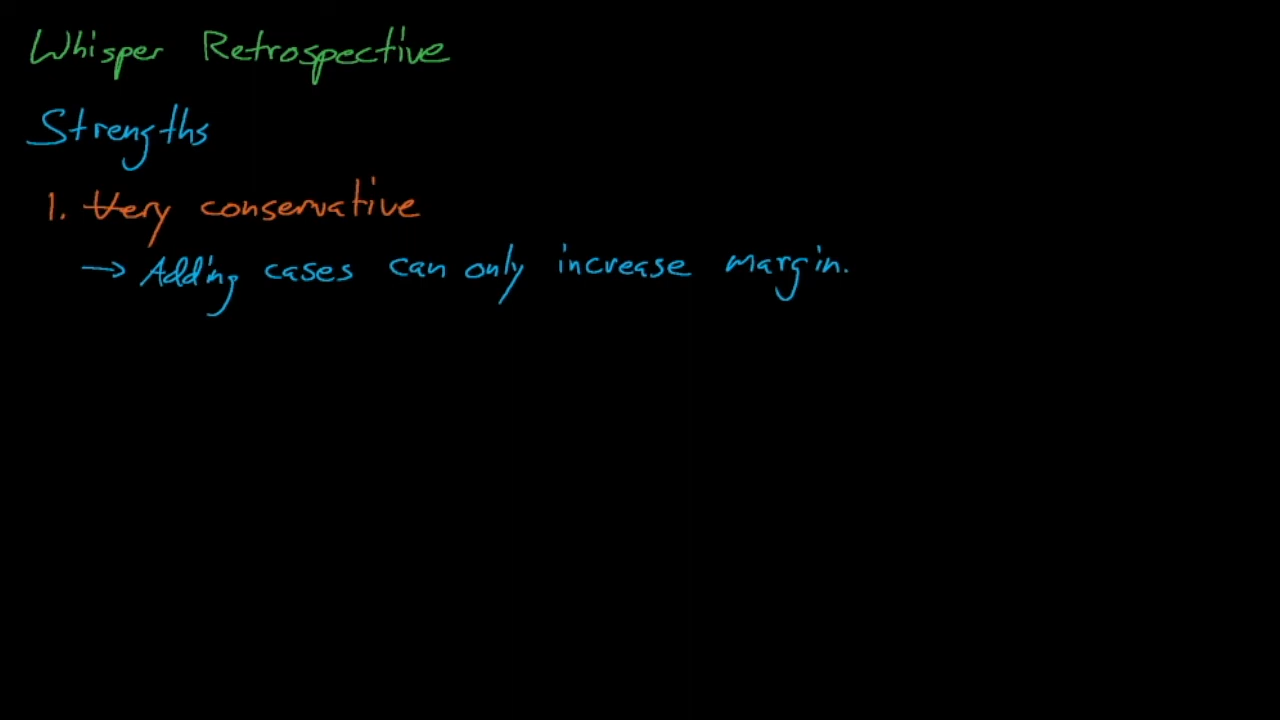 Whisper Retrospective
Strengths
1. Very conservative
→ Adding cases can only increase margin.